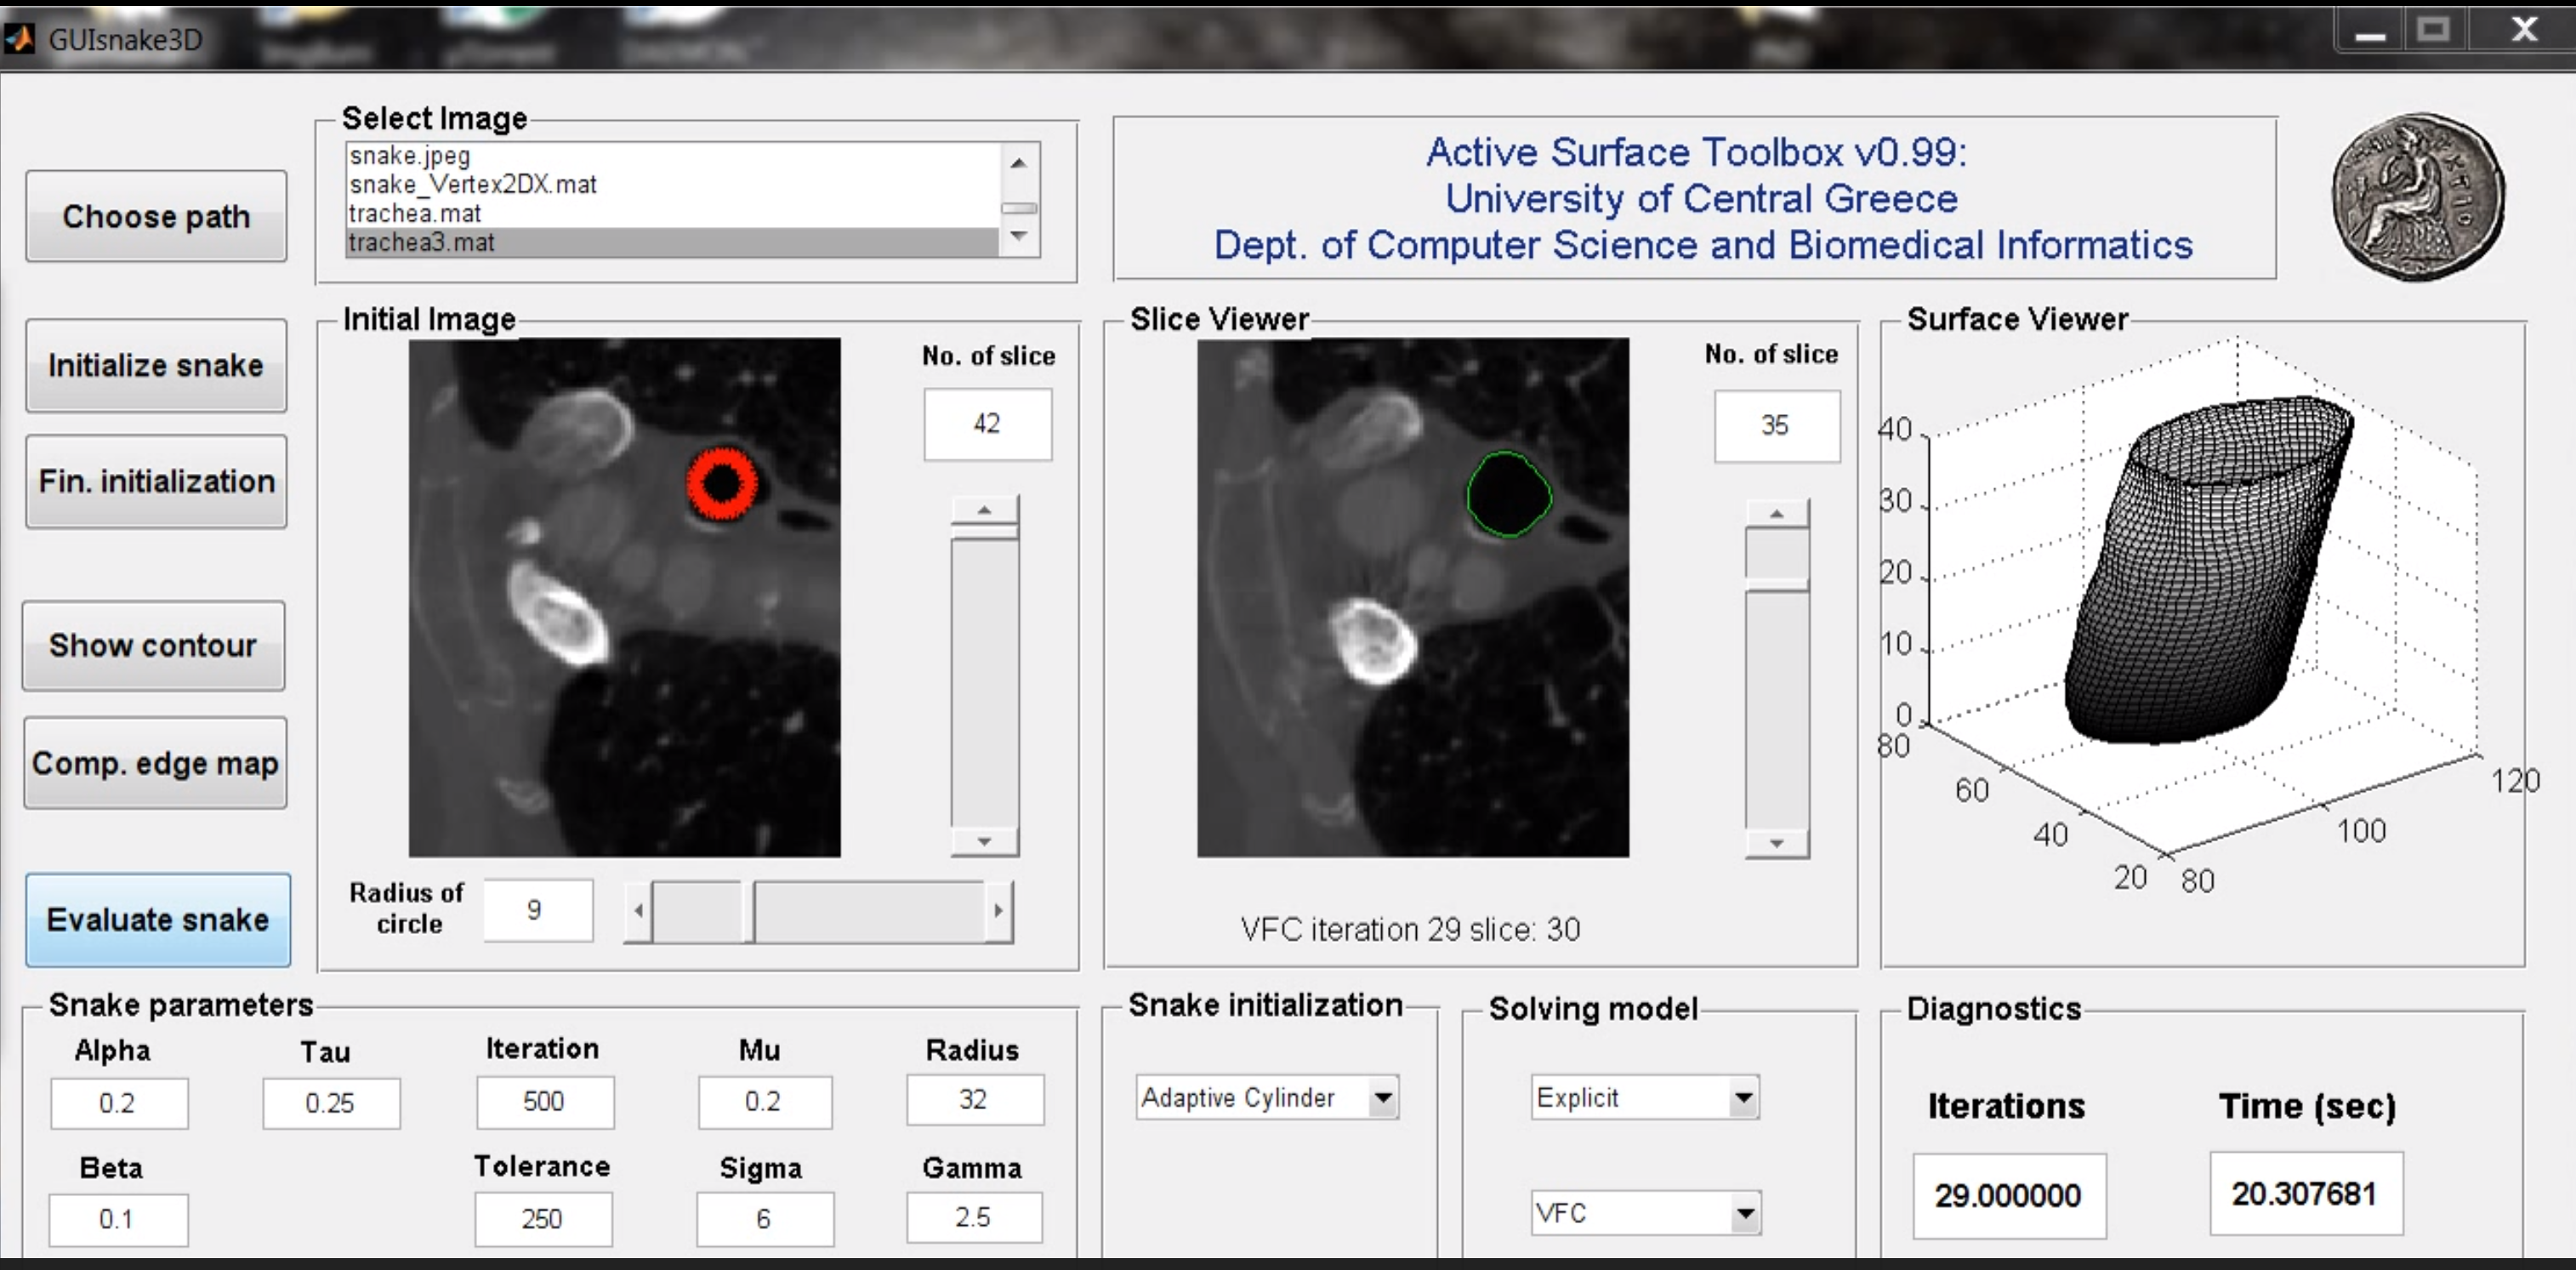 GUIsnake3D
Select Image
snake.jpeg
snake_Vertex2DX.mat
trachea.mat
trachea3.mat
Active Surface Toolbox v0.99:
University of Central Greece
Dept. of Computer Science and Biomedical Informatics
Choose path
Initialize snake
Fin. initialization
Show contour
Comp. edge map
Evaluate snake
Initial Image
No. of slice
42
Radius of
circle
9
Slice Viewer
No. of slice
35
VFC iteration 29 slice: 30
Surface Viewer
40
30
20
10
0
80
60
40
20
80
100
120
Snake parameters
Alpha
Tau
Iteration
Mu
Radius
0.2
0.25
500
0.2
32
Beta
Tolerance
Sigma
Gamma
0.1
250
6
2.5
Snake initialization
Adaptive Cylinder
Solving model
Explicit
VFC
Diagnostics
Iterations
Time (sec)
29.000000
20.307681